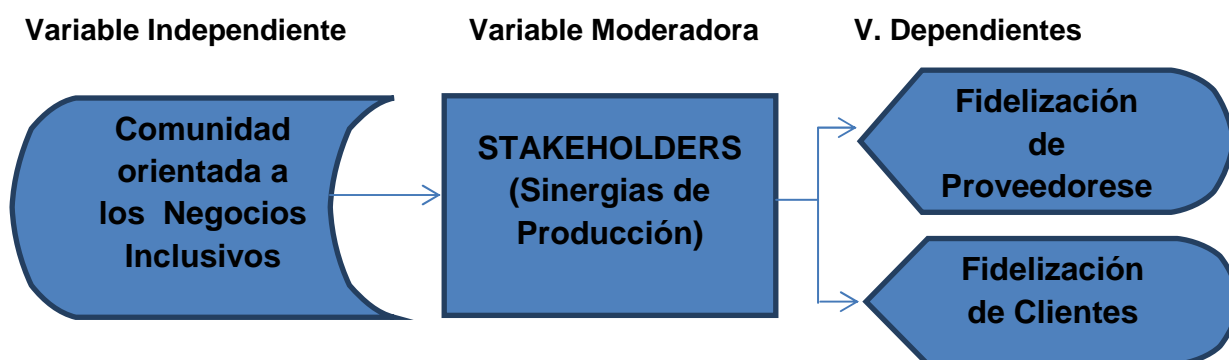 Variable Independiente
Variable Moderadora
V. Dependientes
Comunidad
orientada a
los Negocios
Inclusivos
STAKEHOLDERS
(Sinergias de
Producción)
Fidelización
de
Proveedorese
Fidelización
de Clientes